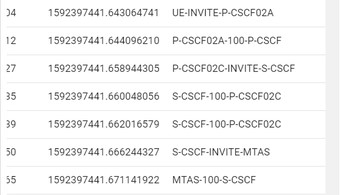 04 1592397441.643064741 UE-INVITE-P-CSCF02A
12 1592397441.644096210 P-CSCF02A-100-P-CSCF
27 1592397441.658944305 P-CSCF02C-INVITE-S-CSCF
35 1592397441.660048056 S-CSCF-100-P-CSCF02C
39 1592397441.662016579 S-CSCF-100-P-CSCF02C
50 1592397441.666244327 S-CSCF-INVITE-MTAS
65 1592397441.671141922 MTAS-100-S-CSCF